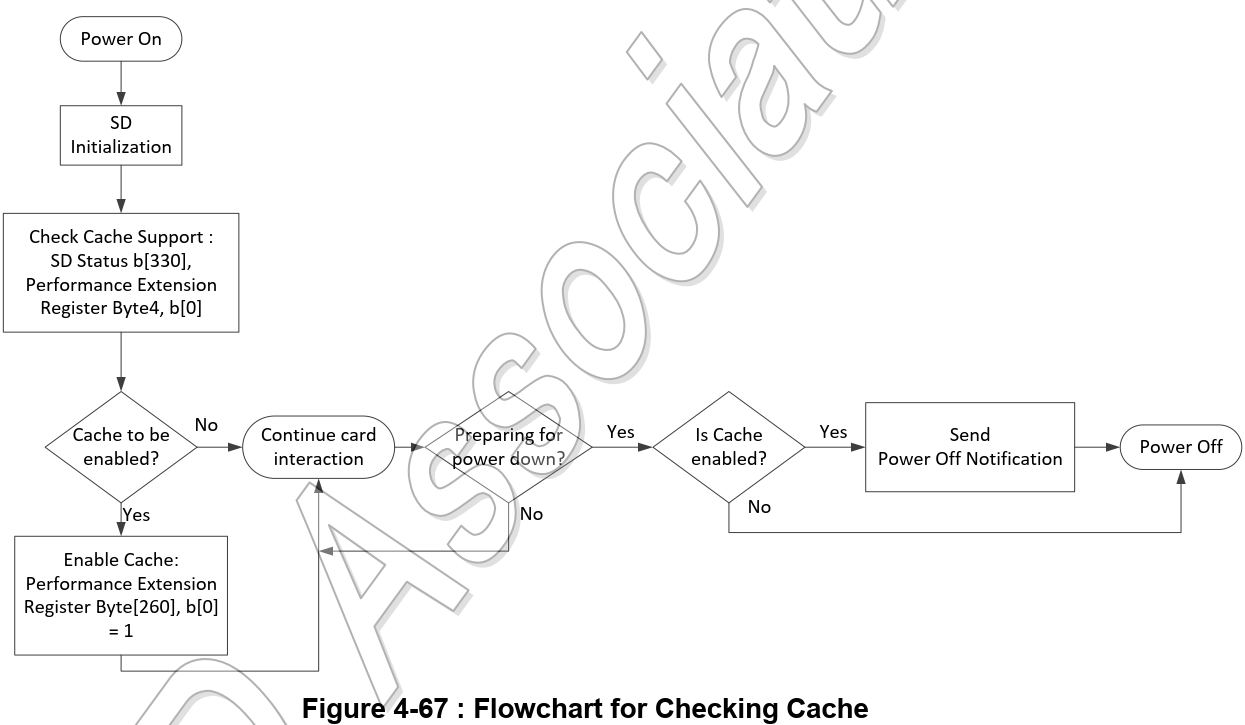 Power On
SD
Initialization
Check Cache Support :
SD Status b[330],
Performance Extension
Register Byte4, b[0]
Cache to be
enabled?
No
Yes
Enable Cache:
Performance Extension
Register Byte[260], b[0]
= 1
Continue card
interaction
Preparing for
power down?
Yes
No
Is Cache
enabled?
Yes
No
Send
Power Off Notification
Power Off
D Associat
Figure 4-67 : Flowchart for Checking Cache